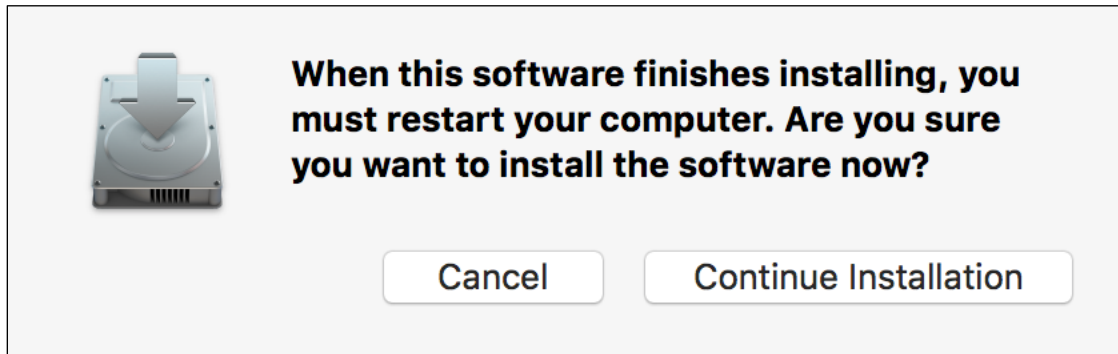 When this software finishes installing, you
must restart your computer. Are you sure
you want to install the software now?
Cancel Continue Installation